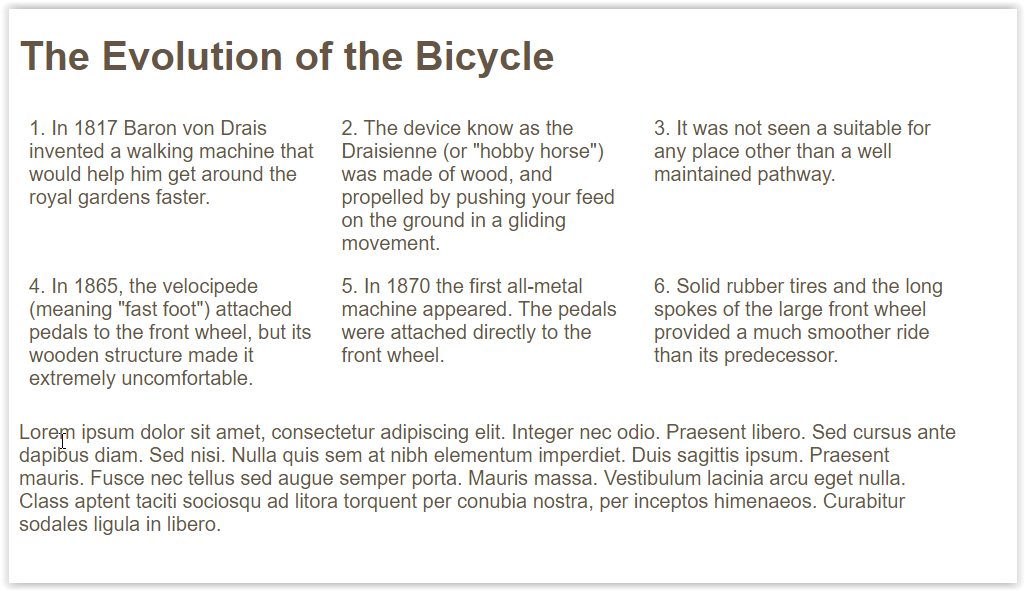 The Evolution of the Bicycle
1. In 1817 Baron von Drais
invented a walking machine that
would help him get around the
royal gardens faster.
2. The device know as the
Draisienne (or "hobby horse")
was made of wood, and
propelled by pushing your feed
on the ground in a gliding
movement.
3. It was not seen a suitable for
any place other than a well
maintained pathway.
4. In 1865, the velocipede
(meaning "fast foot") attached
pedals to the front wheel, but its
wooden structure made it
extremely uncomfortable.
5. In 1870 the first all-metal
machine appeared. The pedals
were attached directly to the
front wheel.
6. Solid rubber tires and the long
spokes of the large front wheel
provided a much smoother ride
than its predecessor.
Lorem ipsum dolor sit amet, consectetur adipiscing elit. Integer nec odio. Praesent libero. Sed cursus ante
dapibus diam. Sed nisi. Nulla quis sem at nibh elementum imperdiet. Duis sagittis ipsum. Praesent
mauris. Fusce nec tellus sed augue semper porta. Mauris massa. Vestibulum lacinia arcu eget nulla.
Class aptent taciti sociosqu ad litora torquent per conubia nostra, per inceptos himenaeos. Curabitur
sodales ligula in libero.